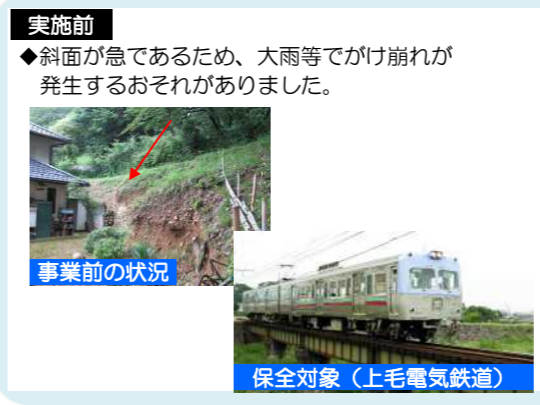 実施前
◆斜面が急であるため、大雨等でがけ崩れが
発生するおそれがありました。
事業前の状況
保全対象（上毛電気鉄道）